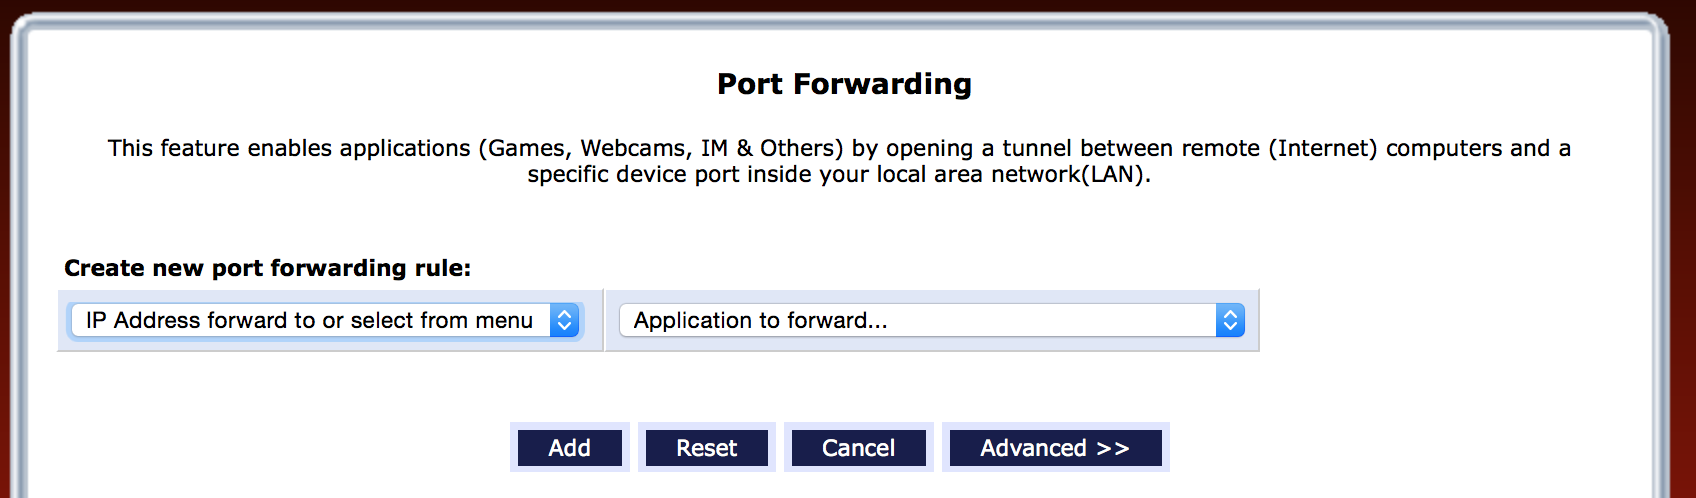 Port Forwarding
This feature enables applications (Games, Webcams, IM & Others) by opening a tunnel between remote (Internet) computers and a
specific device port inside your local area network(LAN).
Create new port forwarding rule:
IP Address forward to or select from menu
Application to forward...
Add
Reset
Cancel
Advanced >>